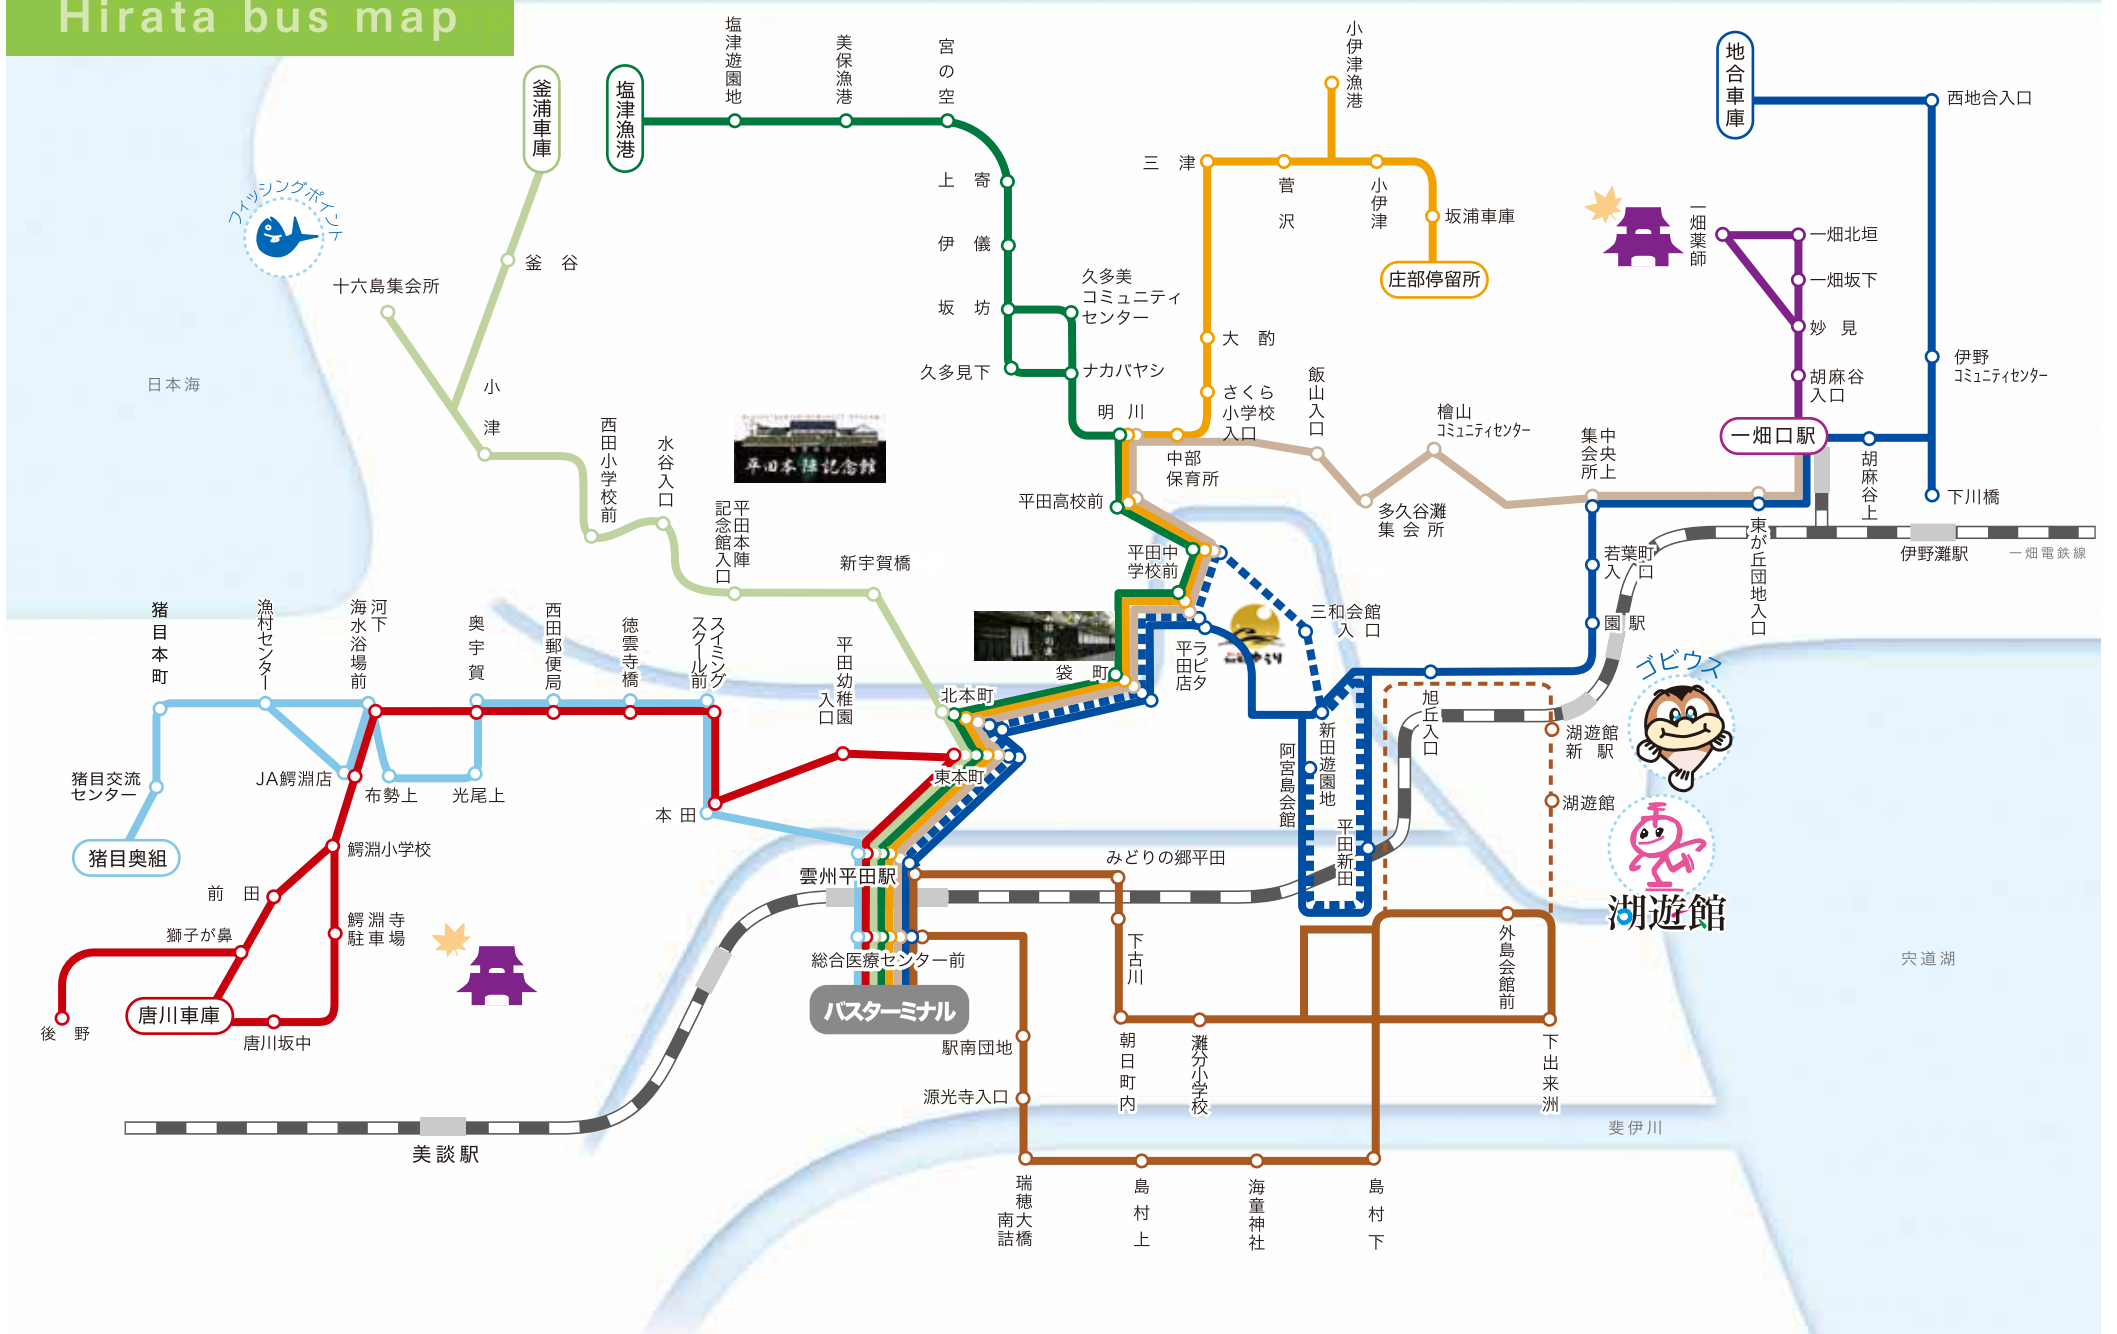 Hirata bus map
釜浦車庫
塩津漁港
塩津遊園地
美保漁港
宮の空
小伊津漁港
地合車庫
西地合入口
フィッシングポイント
釜谷
十六島集会所
小津
日本海
上寄
伊儀
坂坊
久多見下
久多美
コミュニティ
センター
ナカバヤシ
明川
三津
菅沢
小伊津
坂浦車庫
庄部停留所
大酌
さくら
小学校
入口
一畑薬師
一畑北垣
一畑坂下
妙見
胡麻谷
入口
伊野
コミュニティセンター
一畑口駅
胡麻谷上
下川橋
西田小学校前
水谷入口
平田本陣記念館
平田本陣
記念館入口
新宇賀橋
平田高校前
中部
保育所
飯山入口
檜山
コミュニティセンター
多久谷灘
集会所
中央上
集会所
東が丘団地入口
伊野灘駅
一畑電鉄線
若葉町
入口
園駅
平田中
学校前
三和会館
入口
ラピタ
平田店
袋町
猪目本町
漁村センター
河下
海水浴場前
奥宇賀
西田郵便局
徳雲寺橋
スイミング
スクール前
平田幼稚園
入口
北本町
東本町
猪目交流
センター
JA鰐淵店
布勢上
光尾上
本田
猪目奥組
鰐淵小学校
前田
獅子が鼻
鰐淵寺
駐車場
後野
唐川車庫
唐川坂中
美談駅
雲州平田駅
総合医療センター前
バスターミナル
みどりの郷平田
下古川
阿宮島会館
新田遊園地
平田新田
旭丘入口
湖遊館
新駅
湖遊館
ゴビウス
湖遊館
外島会館前
宍道湖
駅南団地
源光寺入口
朝日町内
灘分小学校
下出来洲
斐伊川
瑞穂大橋
南詰
島村上
海童神社
島村下